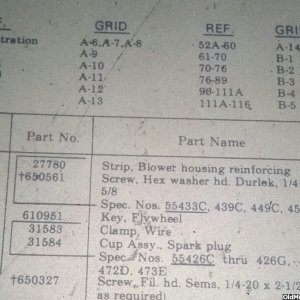 F. GRID REF. GRI
tration A-6, A-7, A-8 52A-60 A-14
A-9 61-70 B-1
A-10 70-76 B-2
A-11 76-89 B-3
A-12 90-111A B-4
A-13 111A-116 B-5
Part No. Part Name
27780 Strip, Blower housing reinforcing
†650561 Screw, Hex washer hd. Durlok, 1/4
5/8
Spec. Nos. 55433C, 439C, 449C, 45
610951 Key, Flywheel
31583 Clamp, Wire
31584 Cup Assy., Spark plug
Spec. Nos. 55426C thru 426G,
472D, 473E
†650327 Screw, Fil. hd. Sems, 1/4-20 x 2-1/
as required)
OldM